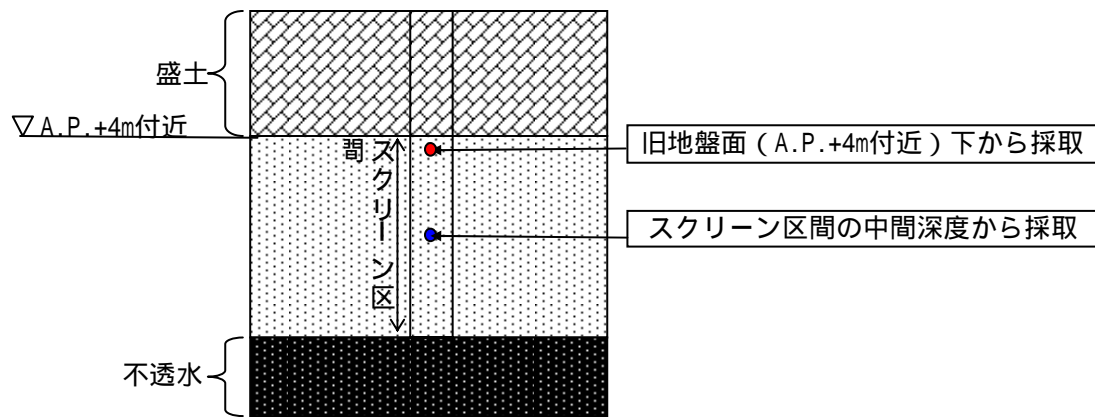 盛土
▽A.P.+4m付近
旧地盤面(A.P.+4m付近)下から採取
スクリーン区間
スクリーン区間の中間深度から採取
不透水